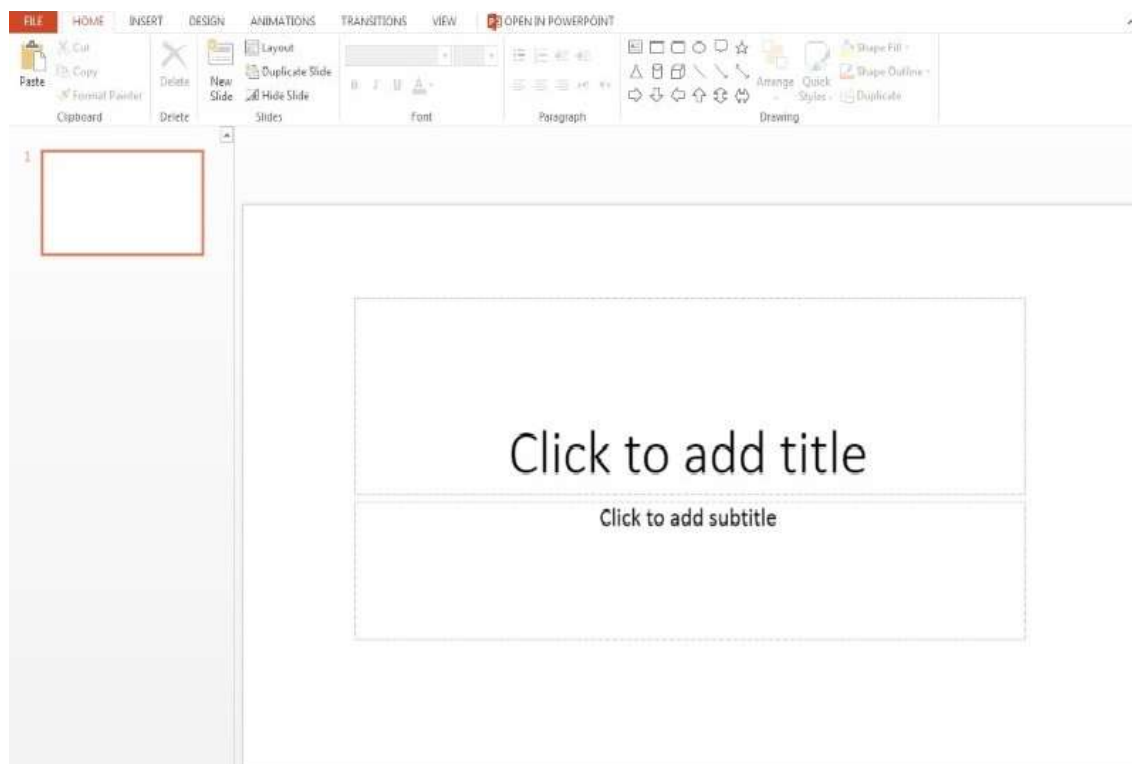 FILE HOME INSERT DESIGN ANIMATIONS TRANSITIONS VIEW OPEN IN POWERPOINT
Paste
Cut
Copy
Format Painter
Clipboard
Delete
Delete
New
Slide
Layout
Duplicate Slide
Hide Slide
Slides
B I U A
Font
Paragraph
Arrange
Quick
Styles
Shape Fill
Shape Outline
Duplicate
Drawing
1
Click to add title
Click to add subtitle